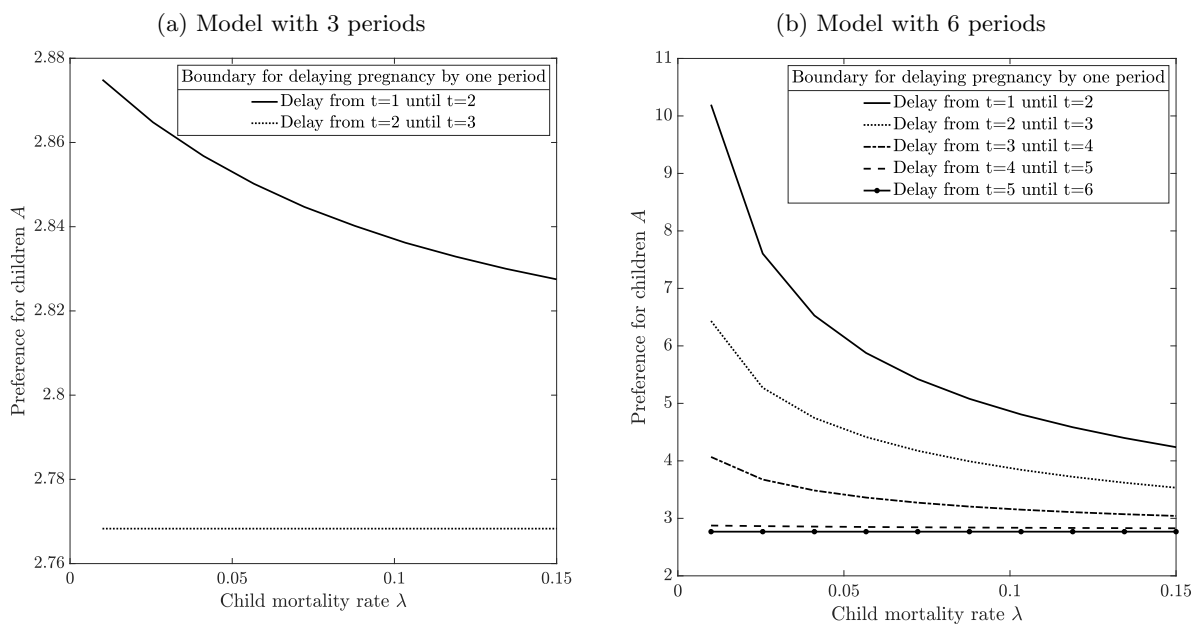 (a) Model with 3 periods
2.88
2.86
2.84
2.82
2.8
2.78
2.76
Preference for children A
Boundary for delaying pregnancy by one period
Delay from t=1 until t=2
Delay from t=2 until t=3
0 0.05 0.1 0.15
Child mortality rate λ
(b) Model with 6 periods
11
10
9
8
7
6
5
4
3
2
Preference for children A
Boundary for delaying pregnancy by one period
Delay from t=1 until t=2
Delay from t=2 until t=3
Delay from t=3 until t=4
Delay from t=4 until t=5
Delay from t=5 until t=6
0 0.05 0.1 0.15
Child mortality rate λ